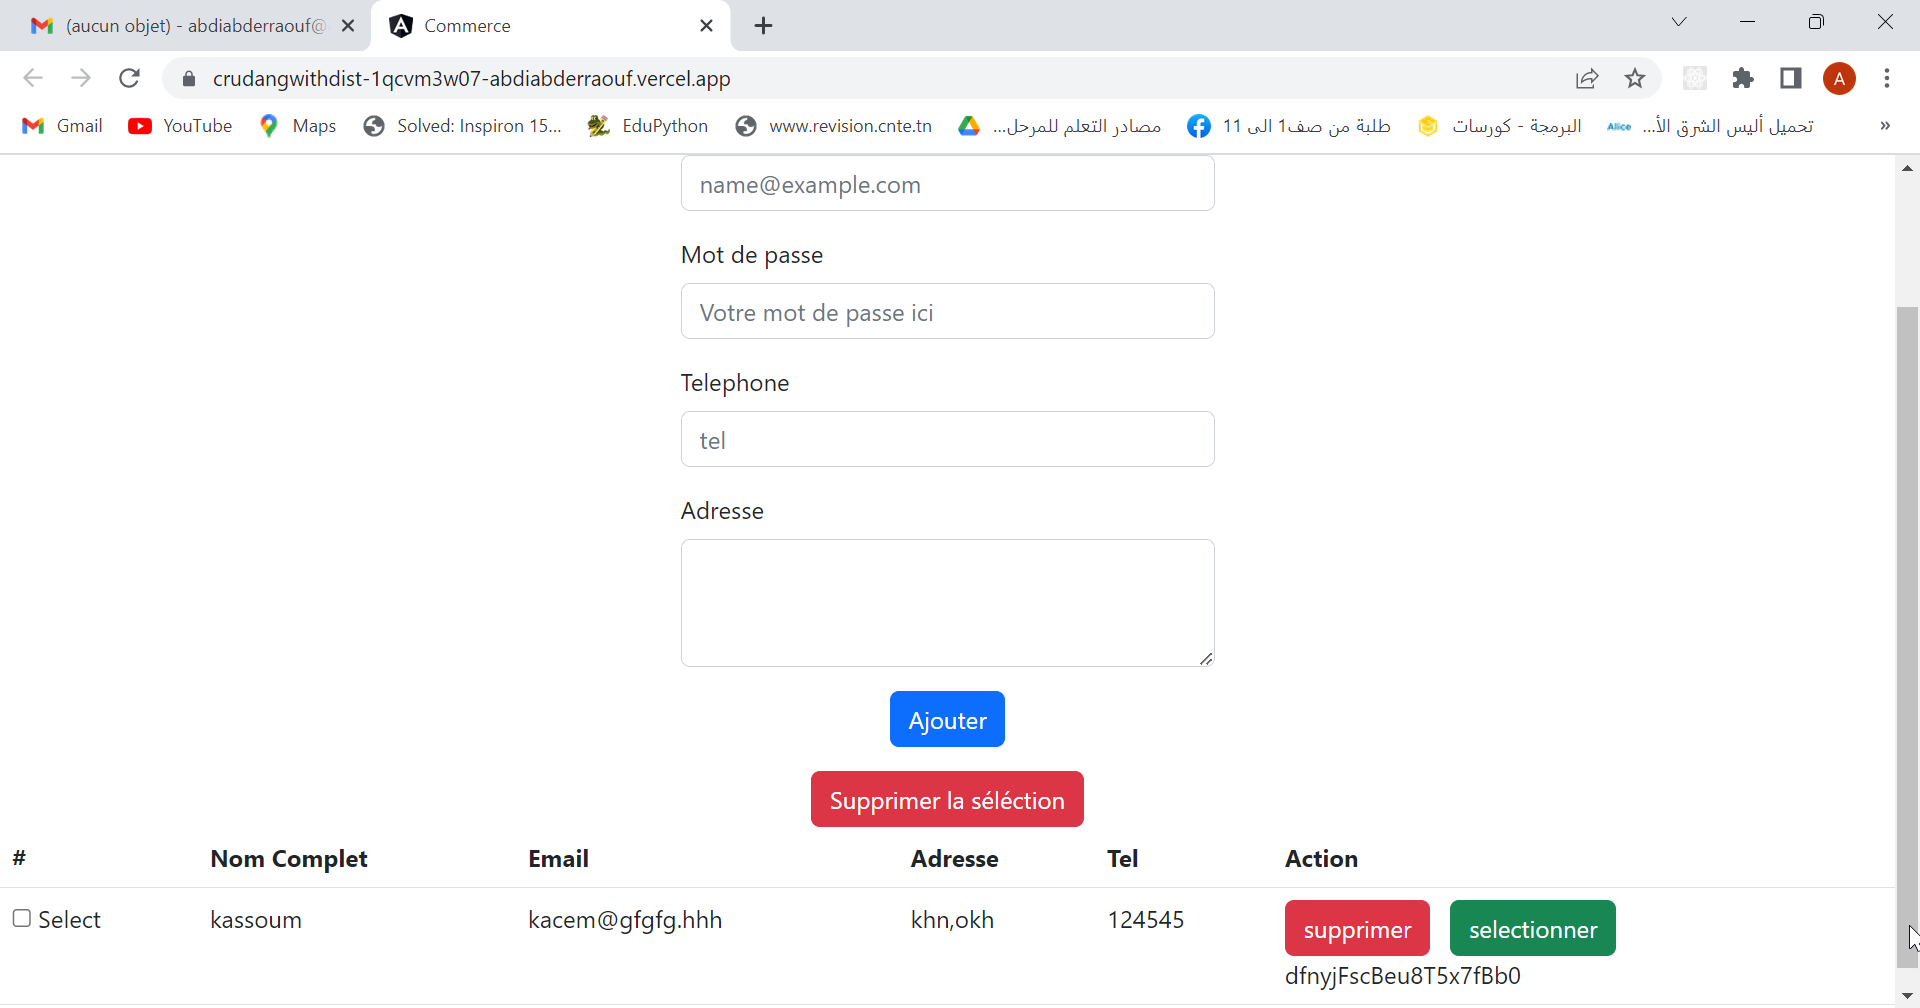 (aucun objet) - abdiabderraouf@
Commerce
crudangwithdist-1qcvm3w07-abdiabderraouf.vercel.app
A
Gmail
YouTube
Maps
Solved: Inspiron 15...
EduPython
www.revision.cnte.tn
مصادر التعلم للمرحل...
طلبة من صف1 الى 11
البرمجة - كورسات
Alice
تحميل أليس الشرق الأ...
»
name@example.com
Mot de passe
Votre mot de passe ici
Telephone
tel
Adresse
Ajouter
Supprimer la séléction
# Nom Complet Email Adresse Tel Action
Select kassoum kacem@gfgfg.hhh khn,okh 124545 supprimer selectionner
dfnyjFscBeu8T5x7fBb0